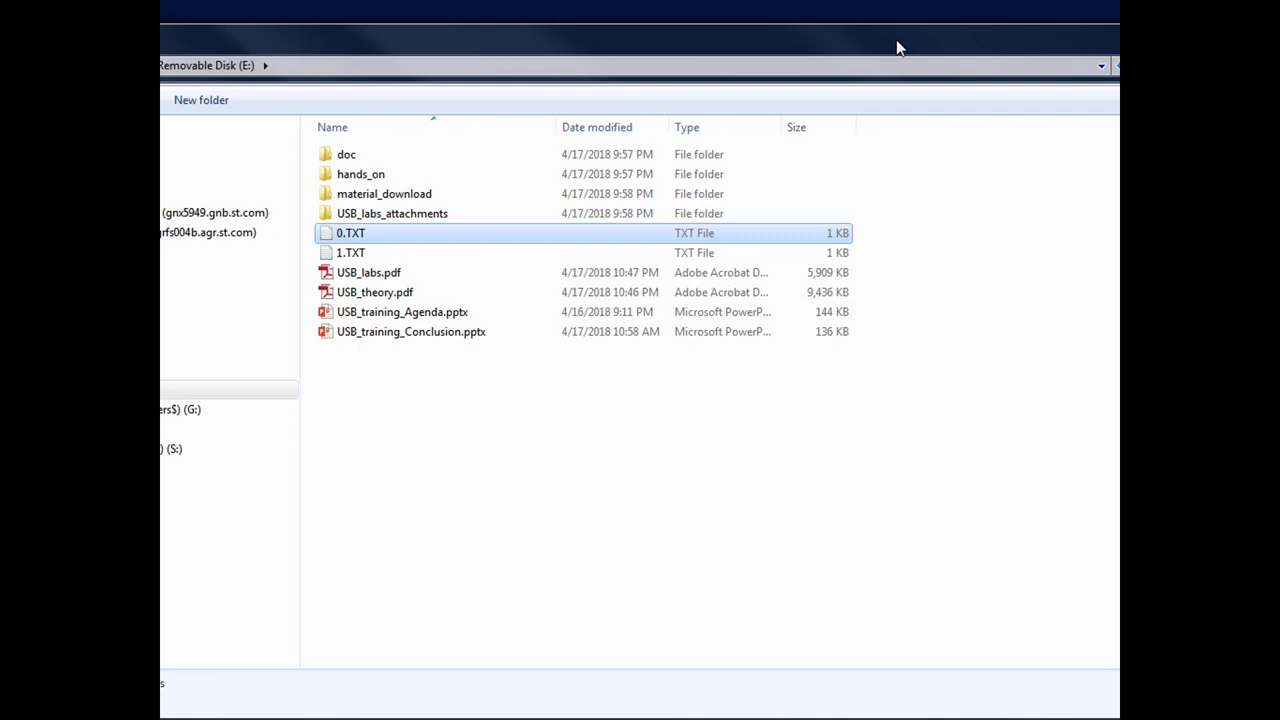 Removable Disk (E:)
New folder
Name Date modified Type Size
doc 4/17/2018 9:57 PM File folder
hands_on 4/17/2018 9:57 PM File folder
material_download 4/17/2018 9:58 PM File folder
(gnx5949.gnb.st.com) USB_labs_attachments 4/17/2018 9:58 PM File folder
rfs004b.agr.st.com) 0.TXT TXT File 1 KB
1.TXT TXT File 1 KB
USB_labs.pdf 4/17/2018 10:47 PM Adobe Acrobat D... 5,909 KB
USB_theory.pdf 4/17/2018 10:46 PM Adobe Acrobat D... 9,436 KB
USB_training_Agenda.pptx 4/16/2018 9:11 PM Microsoft PowerP... 144 KB
USB_training_Conclusion.pptx 4/17/2018 10:58 AM Microsoft PowerP... 136 KB
ers$) (G:)
) (S:)
s